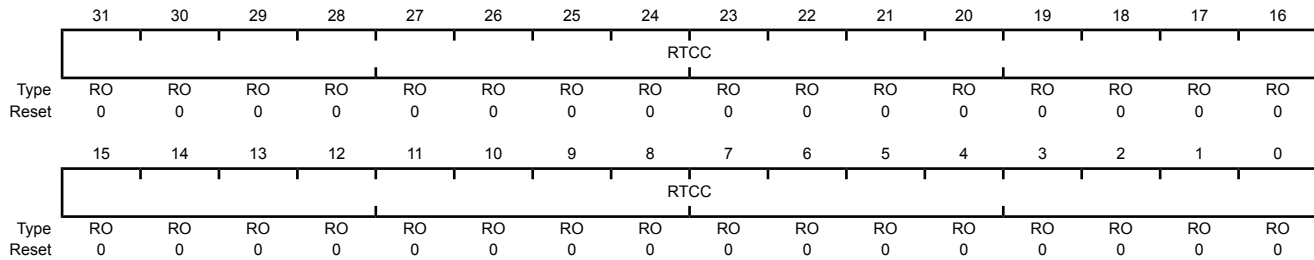 31 30 29 28 27 26 25 24 23 22 21 20 19 18 17 16
RTCC
Type RO RO RO RO RO RO RO RO RO RO RO RO RO RO RO RO
Reset 0 0 0 0 0 0 0 0 0 0 0 0 0 0 0 0
15 14 13 12 11 10 9 8 7 6 5 4 3 2 1 0
RTCC
Type RO RO RO RO RO RO RO RO RO RO RO RO RO RO RO RO
Reset 0 0 0 0 0 0 0 0 0 0 0 0 0 0 0 0